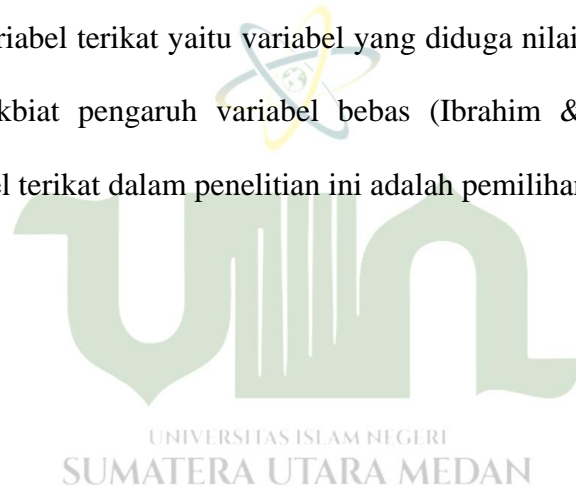 riabel terikat yaitu variabel yang diduga nilai
kbiat pengaruh variabel bebas (Ibrahim &
el terikat dalam penelitian ini adalah pemilihan
UNIVERSITAS ISLAM NEGERI
SUMATERA UTARA MEDAN